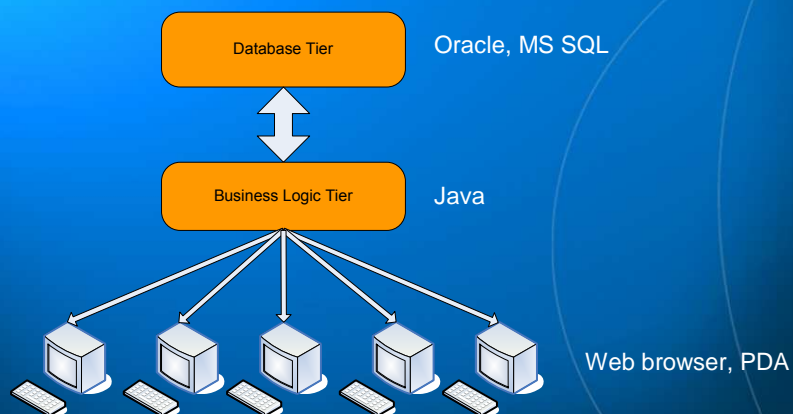 Database Tier
Oracle, MS SQL
Business Logic Tier
Java
Web browser, PDA